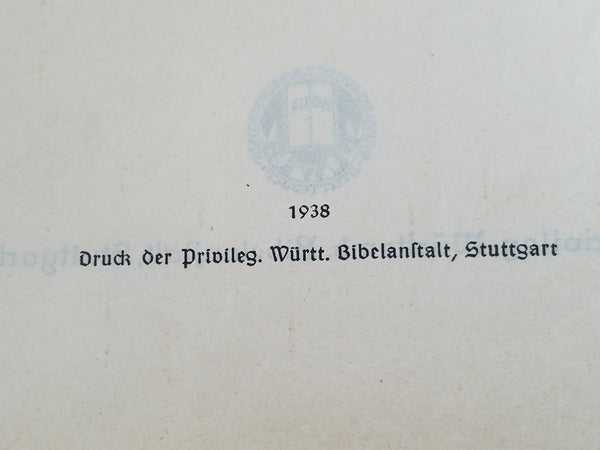 1938
Druck der Privileg. Württ. Bibelanſtalt, Stuttgart